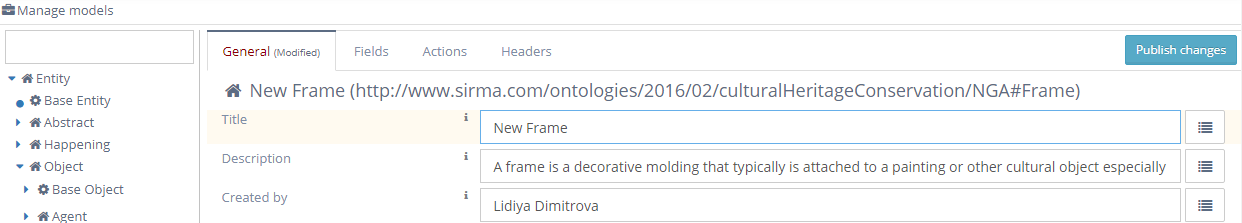 Manage models
General (Modified) Fields Actions Headers Publish changes
Entity
Base Entity
Abstract
Happening
Object
Base Object
Agent
New Frame (http://www.sirma.com/ontologies/2016/02/culturalHeritageConservation/NGA#Frame)
Title i New Frame
Description i A frame is a decorative molding that typically is attached to a painting or other cultural object especially
Created by i Lidiya Dimitrova